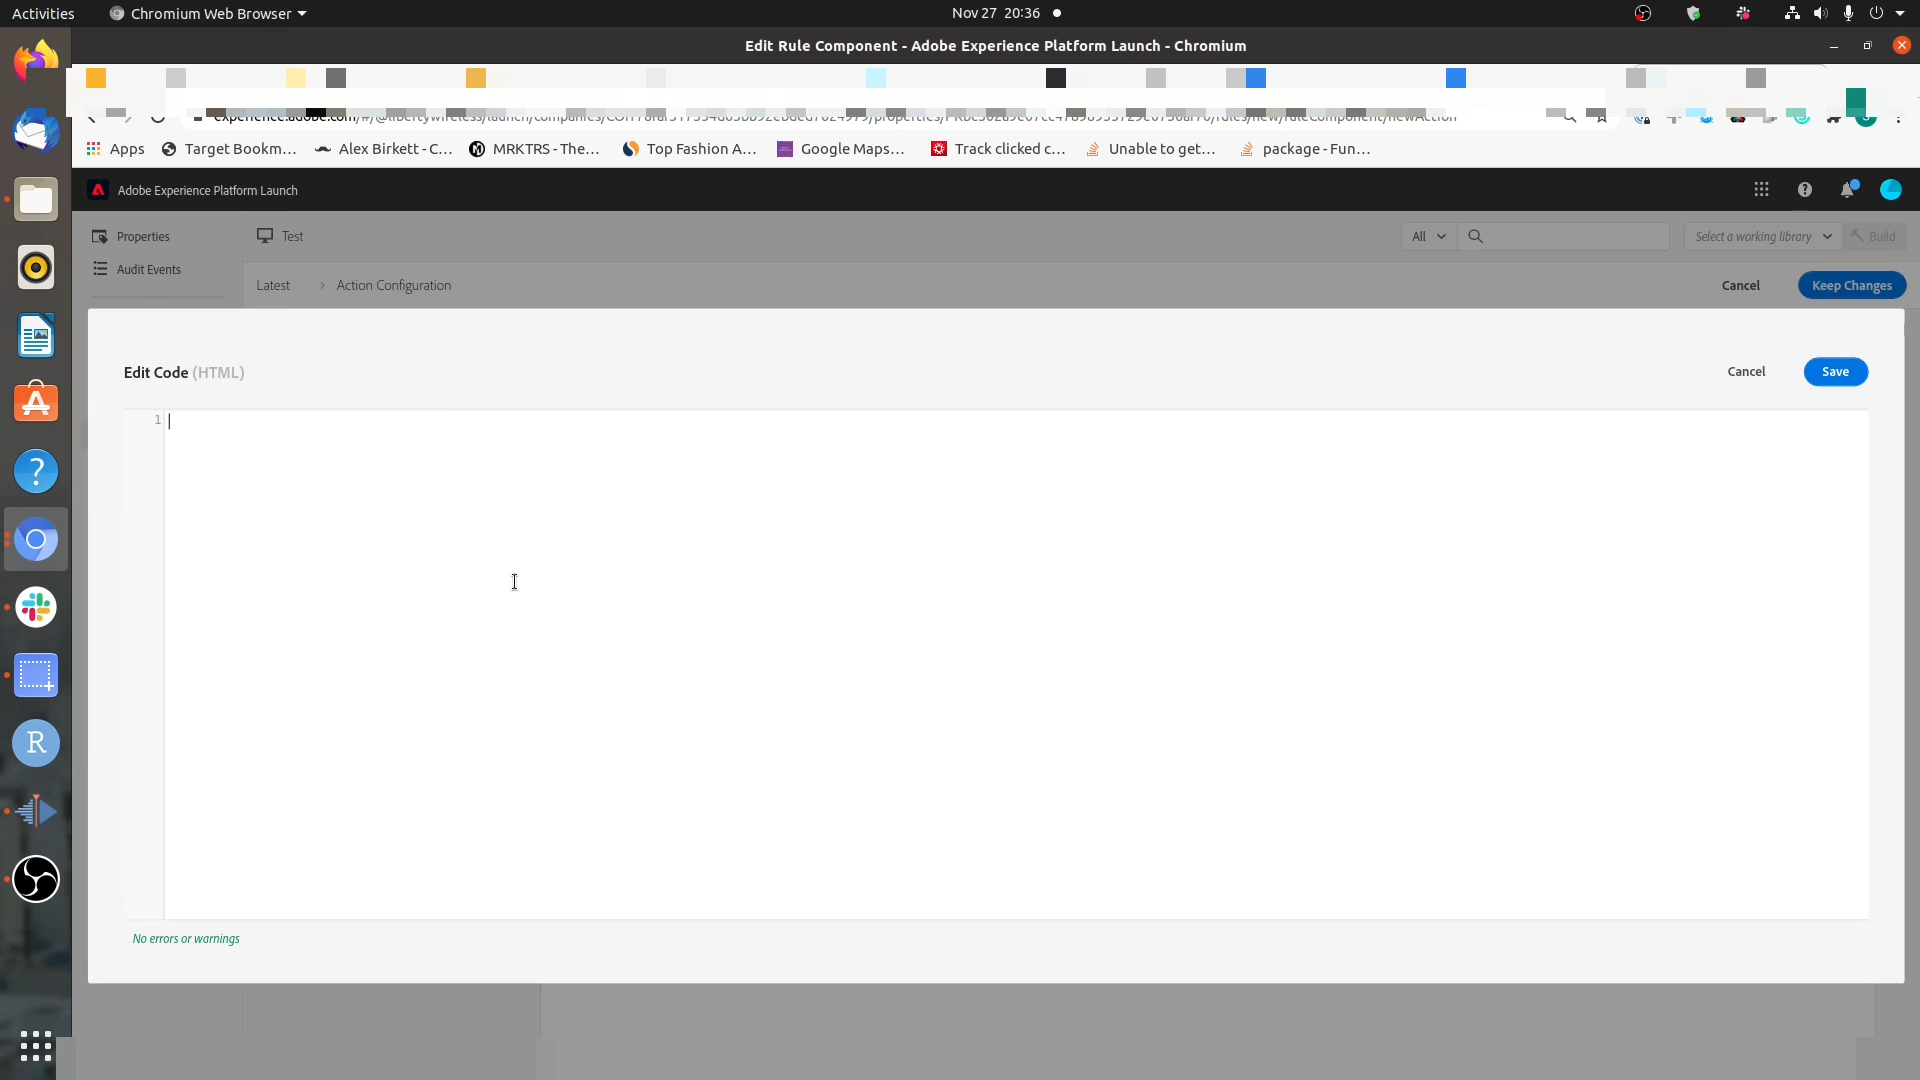 Activities
Chromium Web Browser
Nov 27 20:36
Edit Rule Component - Adobe Experience Platform Launch - Chromium
Apps
Target Bookm...
Alex Birkett - C...
MRKTRS - The...
Top Fashion A...
Google Maps...
Track clicked c...
Unable to get...
package - Fun...
Adobe Experience Platform Launch
Properties
Test
All
Select a working library
Build
Audit Events
Latest
Action Configuration
Cancel
Keep Changes
Edit Code (HTML)
Cancel
Save
1
No errors or warnings